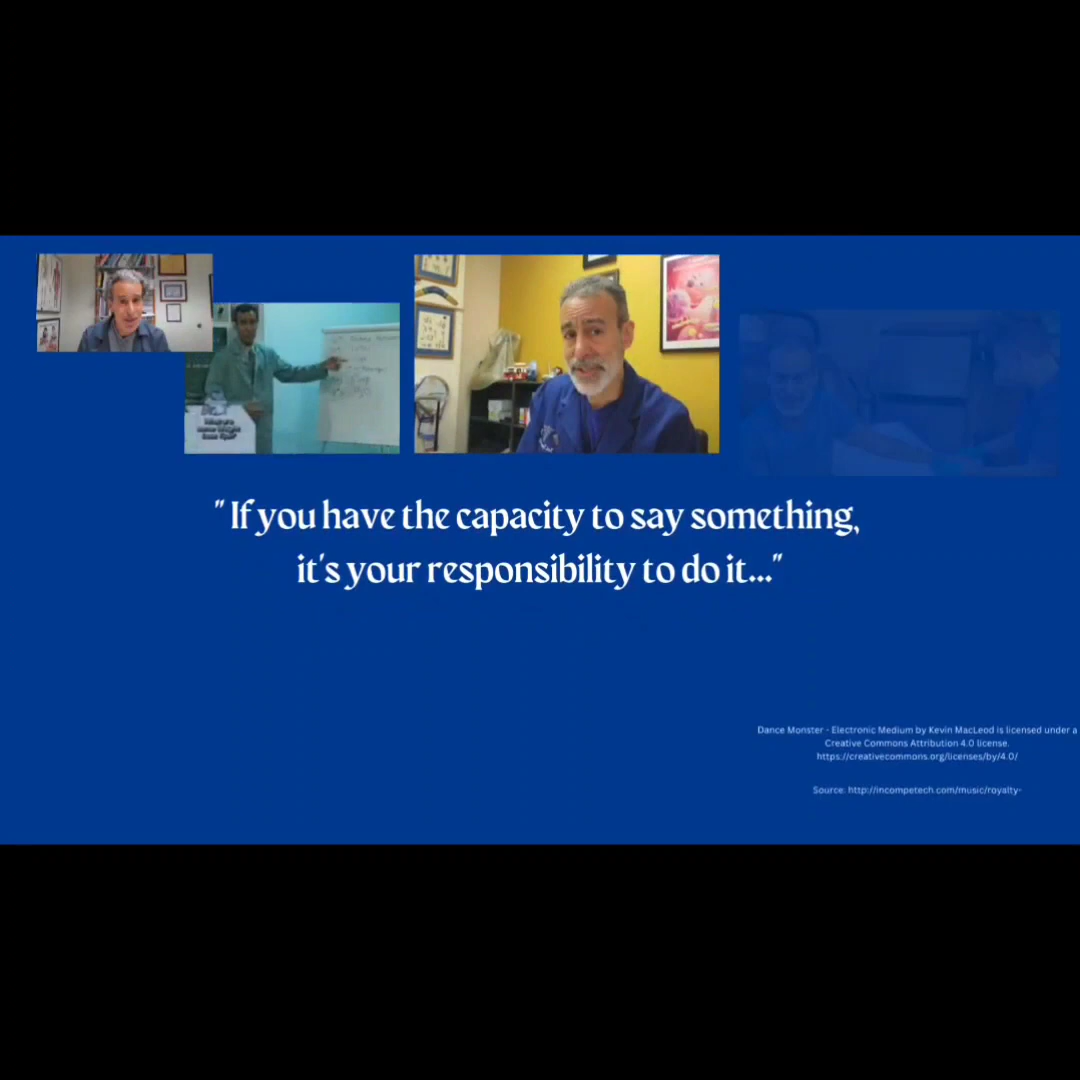 " If you have the capacity to say something,
it's your responsibility to do it..."
Dance Monster - Electronic Medium by Kevin MacLeod is licensed under a
Creative Commons Attribution 4.0 license.
https://creativecommons.org/licenses/by/4.0/
Source: http://incompetech.com/music/royalty-